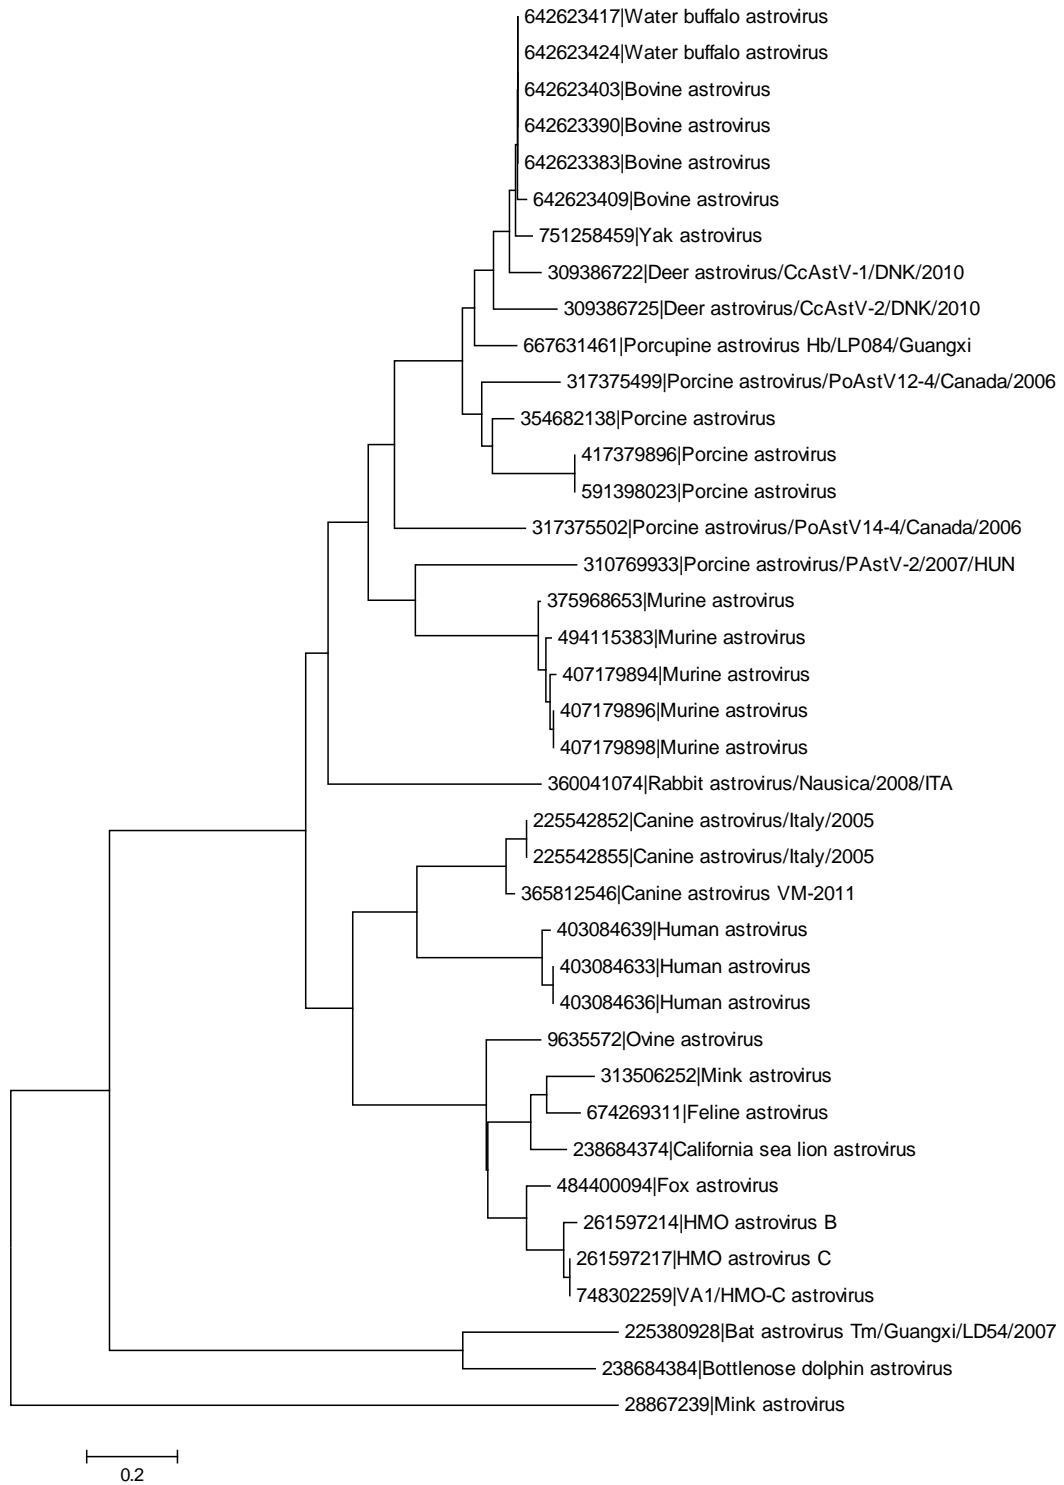 642623417|Water buffalo astrovirus
642623424|Water buffalo astrovirus
642623403|Bovine astrovirus
642623390|Bovine astrovirus
642623383|Bovine astrovirus
642623409|Bovine astrovirus
751258459|Yak astrovirus
309386722|Deer astrovirus/CcAstV-1/DNK/2010
309386725|Deer astrovirus/CcAstV-2/DNK/2010
667631461|Porcupine astrovirus Hb/LP084/Guangxi
317375499|Porcine astrovirus/PoAstV12-4/Canada/2006
354682138|Porcine astrovirus
417379896|Porcine astrovirus
591398023|Porcine astrovirus
317375502|Porcine astrovirus/PoAstV14-4/Canada/2006
310769933|Porcine astrovirus/PAstV-2/2007/HUN
375968653|Murine astrovirus
494115383|Murine astrovirus
407179894|Murine astrovirus
407179896|Murine astrovirus
407179898|Murine astrovirus
360041074|Rabbit astrovirus/Nausica/2008/ITA
225542852|Canine astrovirus/Italy/2005
225542855|Canine astrovirus/Italy/2005
365812546|Canine astrovirus VM-2011
403084639|Human astrovirus
403084633|Human astrovirus
403084636|Human astrovirus
9635572|Ovine astrovirus
313506252|Mink astrovirus
674269311|Feline astrovirus
238684374|California sea lion astrovirus
484400094|Fox astrovirus
261597214|HMO astrovirus B
261597217|HMO astrovirus C
748302259|VA1/HMO-C astrovirus
225380928|Bat astrovirus Tm/Guangxi/LD54/2007
238684384|Bottlenose dolphin astrovirus
28867239|Mink astrovirus
0.2